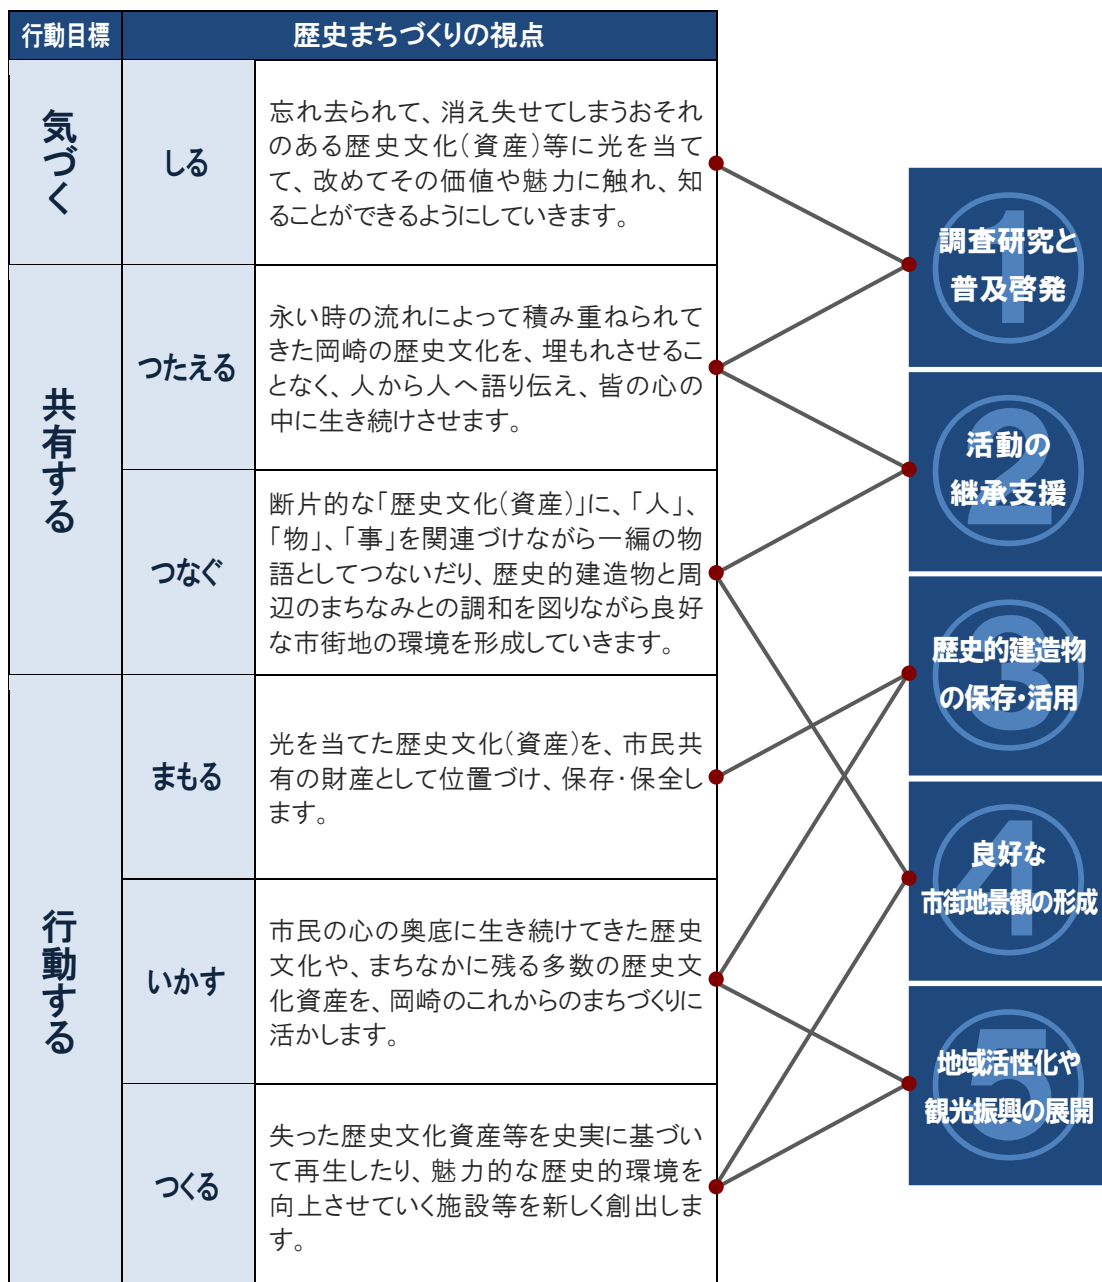 行動目標
歴史まちづくりの視点
気づく
しる
忘れ去られて、消え失せてしまうおそれ
のある歴史文化(資産)等に光を当て
て、改めてその価値や魅力に触れ、知
ることができるようにしていきます。
共有する
つたえる
永い時の流れによって積み重ねられて
きた岡崎の歴史文化を、埋もれさせるこ
となく、人から人へ語り伝え、皆の心の
中に生き続けさせます。
つなぐ
断片的な「歴史文化(資産)」に、「人」、
「物」、「事」を関連づけながら一編の物
語としてつないだり、歴史的建造物と周
辺のまちなみとの調和を図りながら良好
な市街地の環境を形成していきます。
行動する
まもる
光を当てた歴史文化(資産)を、市民共
有の財産として位置づけ、保存・保全し
ます。
いかす
市民の心の奥底に生き続けてきた歴史
文化や、まちなかに残る多数の歴史文
化資産を、岡崎のこれからのまちづくりに
活かします。
つくる
失った歴史文化資産等を史実に基づい
て再生したり、魅力的な歴史的環境を
向上させていく施設等を新しく創出しま
す。
①
調査研究と
普及啓発
②
活動の
継承支援
③
歴史的建造物
の保存・活用
④
良好な
市街地景観の形成
⑤
地域活性化や
観光振興の展開